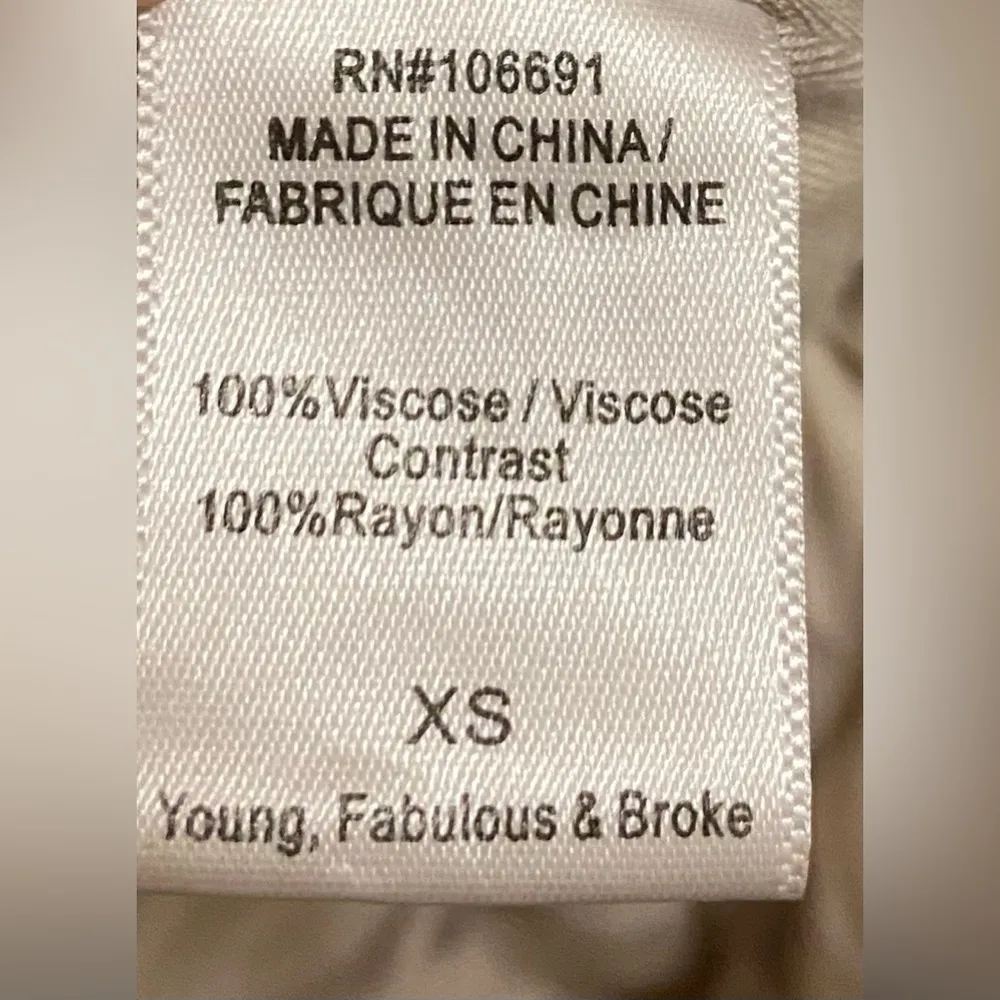 RN#106691
MADE IN CHINA/
FABRIQUE EN CHINE
100%Viscose / Viscose
Contrast
100%Rayon/Rayonne
XS
Young, Fabulous & Broke